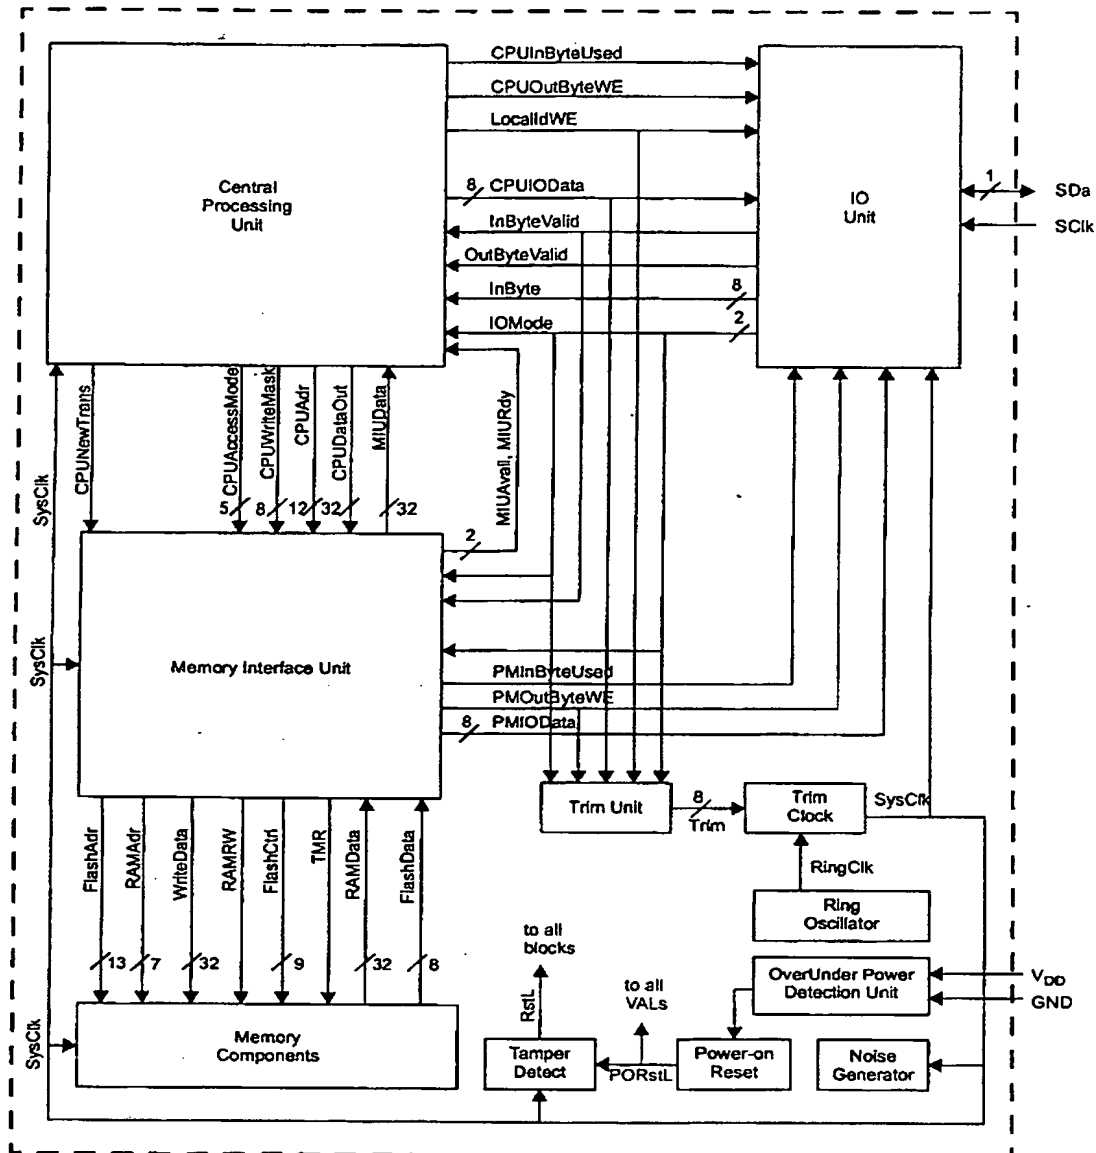 CPUInByteUsed
CPUOutByteWE
LocalIdWE
8 CPUIOData
InByteValid
OutByteValid
InByte 8
IOMode 2
Central
Processing
Unit
IO
Unit
1 SDa
SClk
SysClk
CPUNewTrans
CPUAccessMode
CPUWriteMask
CPUAdr
CPUDataOut
MIUData
MIUAvail, MIURdy
5 8 12 32 32
2
SysClk
Memory Interface Unit
PMInByteUsed
PMOutByteWE
8 PMIOData
Trim Unit
8
Trim
Trim
Clock
SysClk
RingClk
Ring
Oscillator
FlashAdr
RAMAdr
WriteData
RAMRW
FlashCtrl
TMR
RAMData
FlashData
13 7 32 9 32 8
to all
blocks
RstL
to all
VALs
OverUnder Power
Detection Unit
VDD
GND
SysClk
Memory
Components
Tamper
Detect
PORstL
Power-on
Reset
Noise
Generator